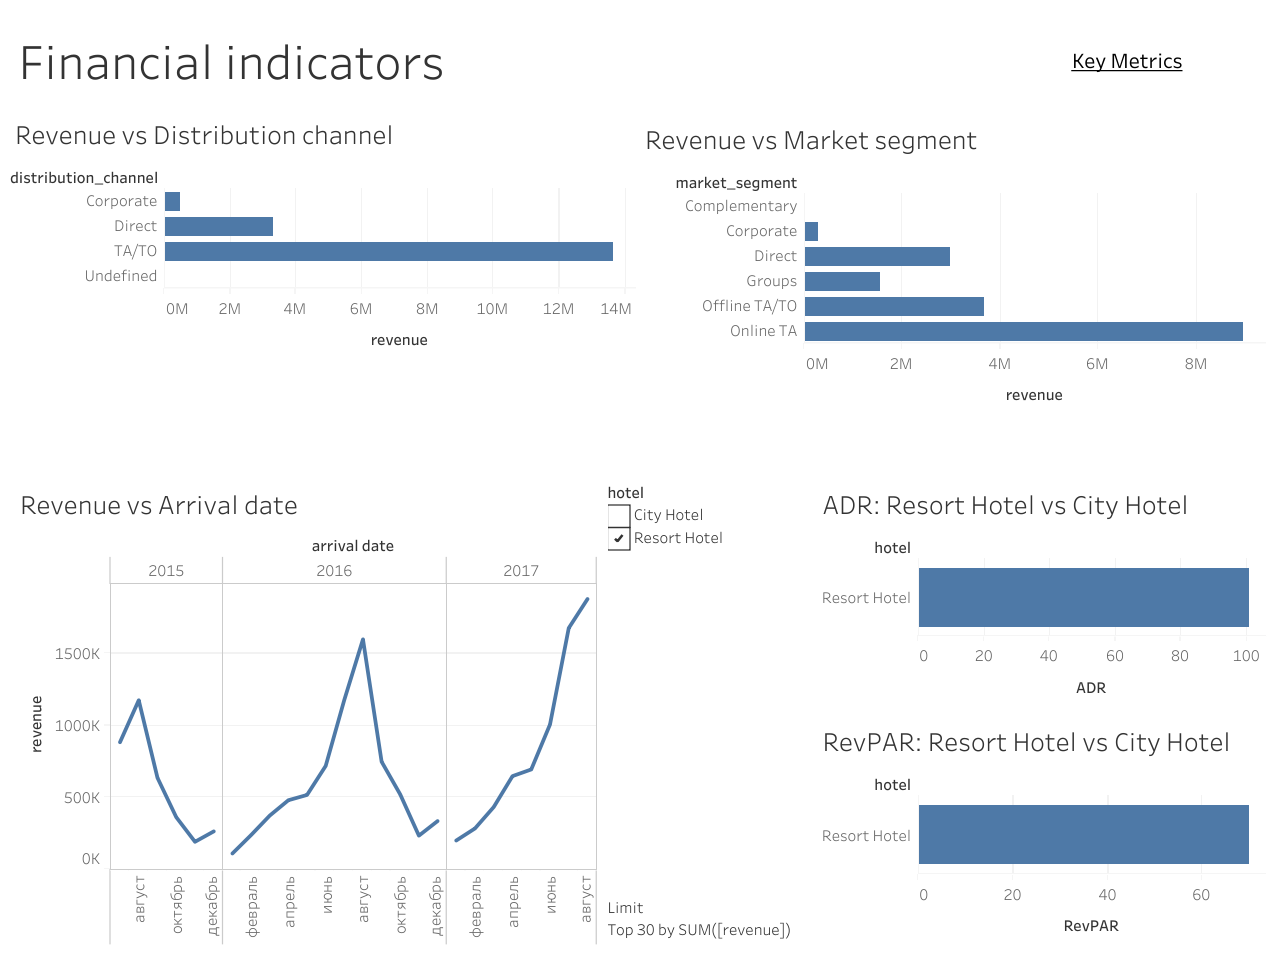 Financial indicators
Key Metrics
Revenue vs Distribution channel
distribution_channel
Corporate
Direct
TA/TO
Undefined
0M 2M 4M 6M 8M 10M 12M 14M
revenue
Revenue vs Market segment
market_segment
Complementary
Corporate
Direct
Groups
Offline TA/TO
Online TA
0M 2M 4M 6M 8M
revenue
Revenue vs Arrival date
arrival date
2015 2016 2017
revenue
1500K
1000K
500K
0K
август октябрь декабрь февраль апрель июнь август октябрь декабрь февраль апрель июнь август
hotel
City Hotel
Resort Hotel
Limit
Top 30 by SUM([revenue])
ADR: Resort Hotel vs City Hotel
hotel
Resort Hotel
0 20 40 60 80 100
ADR
RevPAR: Resort Hotel vs City Hotel
hotel
Resort Hotel
0 20 40 60
RevPAR